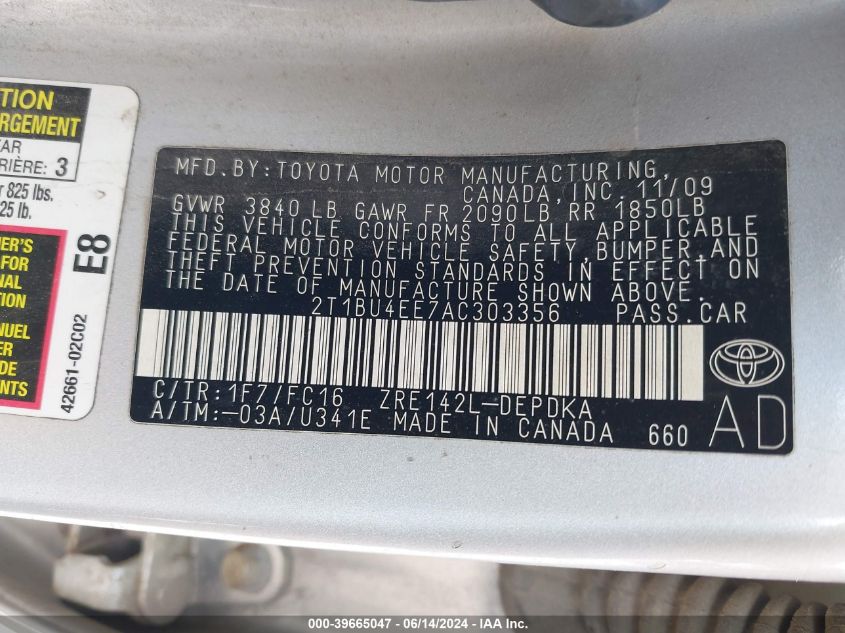 TION
RGEMENT
AR
RIÈRE: 3
825 lbs.
25 lb.
ER'S
FOR
NAL
TION
NUEL
ER
DE
ENTS
E8
42661-02C02
MFD. BY: TOYOTA MOTOR MANUFACTURING,
CANADA, INC. 11/09
GVWR 3840 LB GAWR FR 2090LB RR 1850LB
THIS VEHICLE CONFORMS TO ALL APPLICABLE
FEDERAL MOTOR VEHICLE SAFETY, BUMPER, AND
THEFT PREVENTION STANDARDS IN EFFECT ON
THE DATE OF MANUFACTURE SHOWN ABOVE.
2T1BU4EE7AC303356 PASS. CAR
C/TR: 1F7/FC16 ZRE142L-DEPDKA
A/TM:-03A/U341E MADE IN CANADA 660
AD
000-39665047 - 06/14/2024 - IAA Inc.